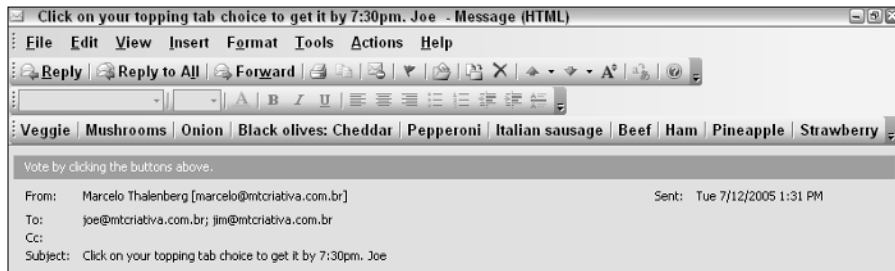 Click on your topping tab choice to get it by 7:30pm. Joe - Message (HTML)
File Edit View Insert Format Tools Actions Help
Reply Reply to All Forward
A B I U
Veggie Mushrooms Onion Black olives: Cheddar Pepperoni Italian sausage Beef Ham Pineapple Strawberry
Vote by clicking the buttons above.
From: Marcelo Thalenberg [marcelo@mtcriativa.com.br] Sent: Tue 7/12/2005 1:31 PM
To: joe@mtcriativa.com.br; jim@mtcriativa.com.br
Cc:
Subject: Click on your topping tab choice to get it by 7:30pm. Joe